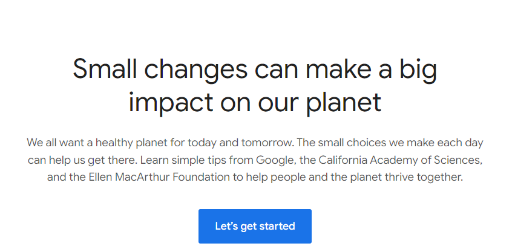 Small changes can make a big
impact on our planet
We all want a healthy planet for today and tomorrow. The small choices we make each day
can help us get there. Learn simple tips from Google, the California Academy of Sciences,
and the Ellen MacArthur Foundation to help people and the planet thrive together.
Let's get started